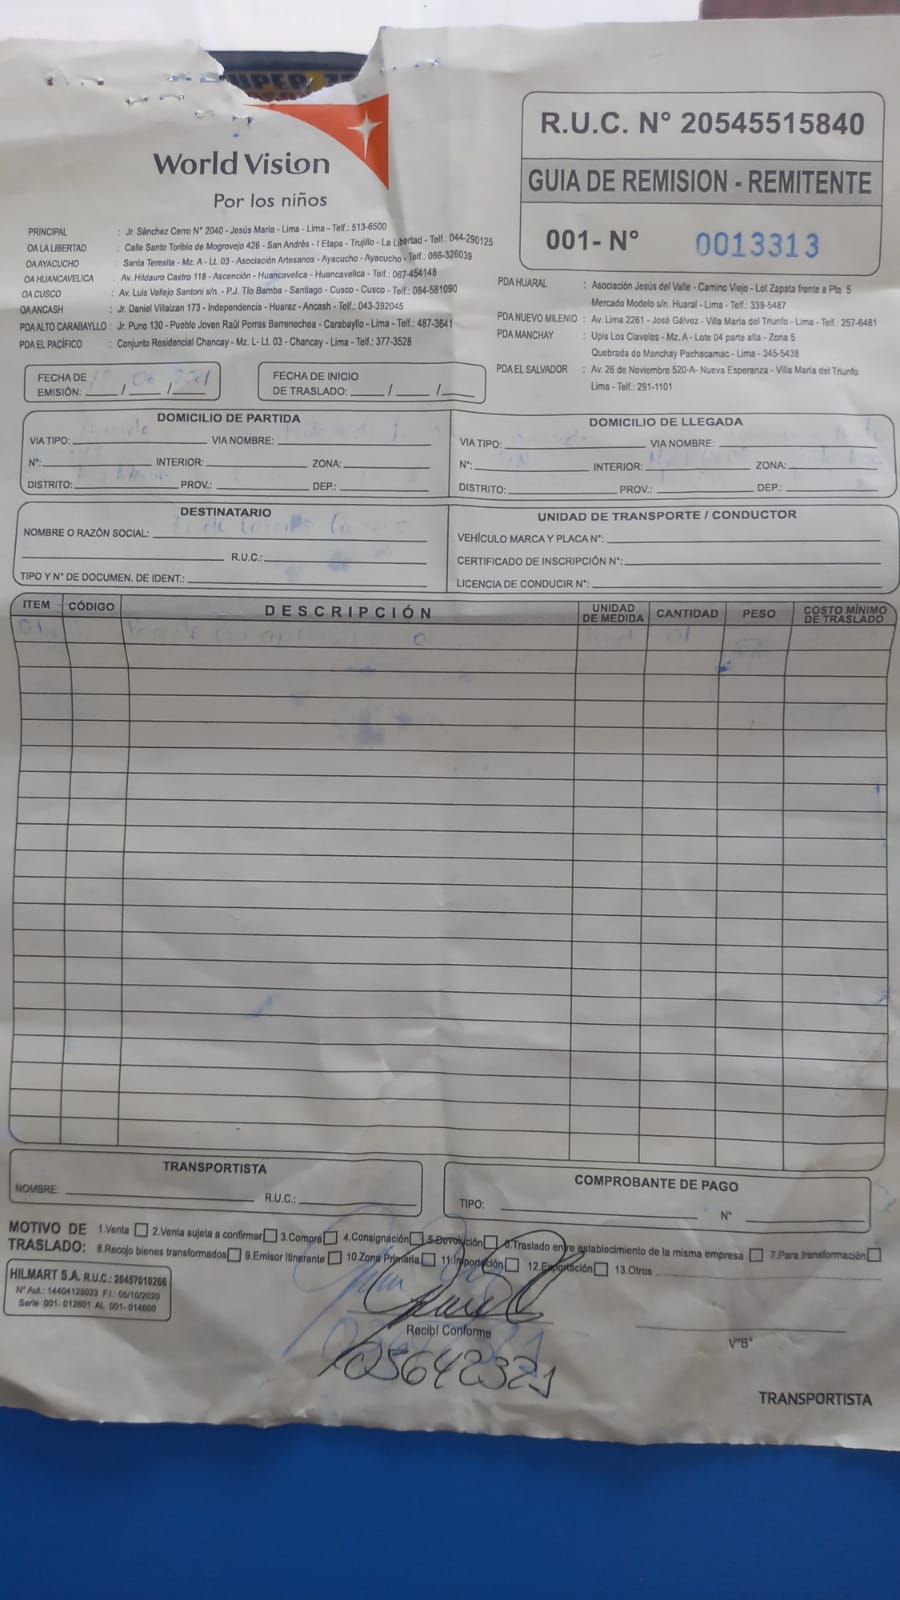 R.U.C. N° 20545515840
GUIA DE REMISION - REMITENTE
001- N° 0013313
World Vision
Por los niños
PRINCIPAL : Jr. Sánchez Cerro N° 2040 - Jesús María - Lima - Lima - Telf.: 513-6500
OA LA LIBERTAD : Calle Santo Toribio de Mogrovejo 426 - San Andrés - I Etapa - Trujillo - La Libertad - Telf.: 044-290125
OA AYACUCHO : Santa Teresita - Mz. A - Lt. 03 - Asociación Artesanos - Ayacucho - Ayacucho - Telf.: 066-326039
OA HUANCAVELICA : Av. Hildauro Castro 118 - Ascención - Huancavelica - Huancavelica - Telf.: 067-454148
OA CUSCO : Av. Luis Vallejo Santoni s/n. - P.J. Tío Bamba - Santiago - Cusco - Cusco - Telf.: 084-581090
OA ANCASH : Jr. Daniel Villaizan 173 - Independencia - Huaraz - Ancash - Telf.: 043-392045
PDA ALTO CARABAYLLO : Jr. Puno 130 - Pueblo Joven Raúl Porras Barrenechea - Carabayllo - Lima - Telf.: 467-3641
PDA EL PACÍFICO : Conjunto Residencial Chancay - Mz. L- Lt. 03 - Chancay - Lima - Telf.: 377-3528
PDA HUARAL : Asociación Jesús del Valle - Camino Viejo - Lot Zapata frente a Pte. 5
Mercado Modelo s/n. Huaral - Lima - Telf.: 339-5487
PDA NUEVO MILENIO : Av. Lima 2261 - José Gálvez - Villa María del Triunfo - Lima - Telf. 257-6481
PDA MANCHAY : Upis Los Claveles - Mz. A - Lote 04 parte alta - Zona 5
Quebrada de Manchay Pachacamac - Lima - 345-5438
PDA EL SALVADOR : Av. 26 de Noviembre 520-A- Nueva Esperanza - Villa María del Triunfo
Lima - Telf.: 291-1101
FECHA DE
EMISIÓN: / /
FECHA DE INICIO
DE TRASLADO: / /
DOMICILIO DE PARTIDA
VIA TIPO: VIA NOMBRE:
N°: INTERIOR: ZONA:
DISTRITO: PROV.: DEP.:
DOMICILIO DE LLEGADA
VIA TIPO: VIA NOMBRE:
N°: INTERIOR: ZONA:
DISTRITO: PROV.: DEP.:
DESTINATARIO
NOMBRE O RAZÓN SOCIAL:
R.U.C.:
TIPO Y N° DE DOCUMEN. DE IDENT.:
UNIDAD DE TRANSPORTE / CONDUCTOR
VEHÍCULO MARCA Y PLACA N°:
CERTIFICADO DE INSCRIPCIÓN N°:
LICENCIA DE CONDUCIR N°:
ITEM CÓDIGO DESCRIPCIÓN UNIDAD DE MEDIDA CANTIDAD PESO COSTO MÍNIMO DE TRASLADO
01 01
TRANSPORTISTA
NOMBRE: R.U.C.:
COMPROBANTE DE PAGO
TIPO: N°
MOTIVO DE TRASLADO: 1.Venta 2.Venta sujeta a confirmar 3.Compra 4.Consignación 5.Devolución 6.Traslado entre establecimiento de la misma empresa 7.Para transformación
8.Recojo bienes transformados 9.Emisor Itinerante 10.Zona Primaria 11.Importación 12.Exportación 13.Otros
HILMART S.A. R.U.C.: 20457010266
N° Aut.: 14404125023 F.I.: 05/10/2020
Serie 001- 012601 AL 001- 014600
Recibí Conforme
05642321
V°B°
TRANSPORTISTA